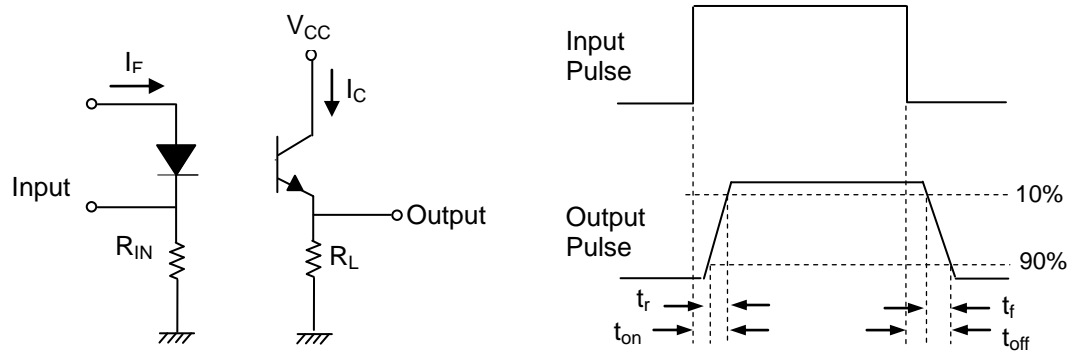 V_CC
I_F
I_C
Input
Output
R_IN
R_L
Input
Pulse
10%
Output
Pulse
90%
t_r
t_f
t_on
t_off